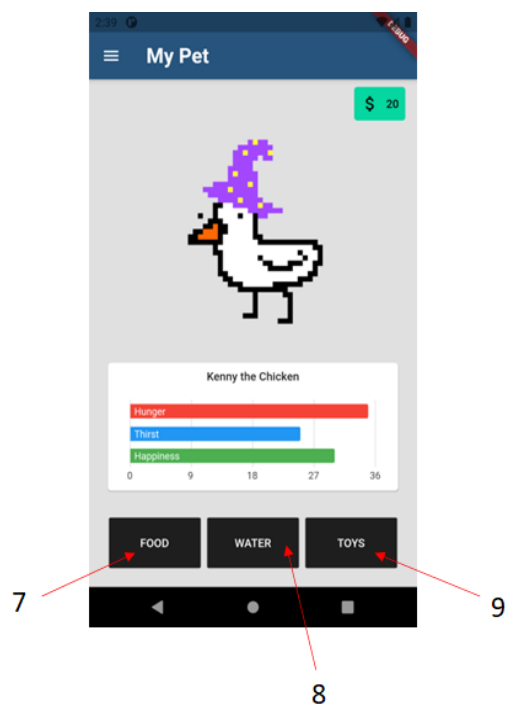 2:39
DEBUG
My Pet
$ 20
Kenny the Chicken
Hunger
Thirst
Happiness
0 9 18 27 36
FOOD WATER TOYS
7 8 9